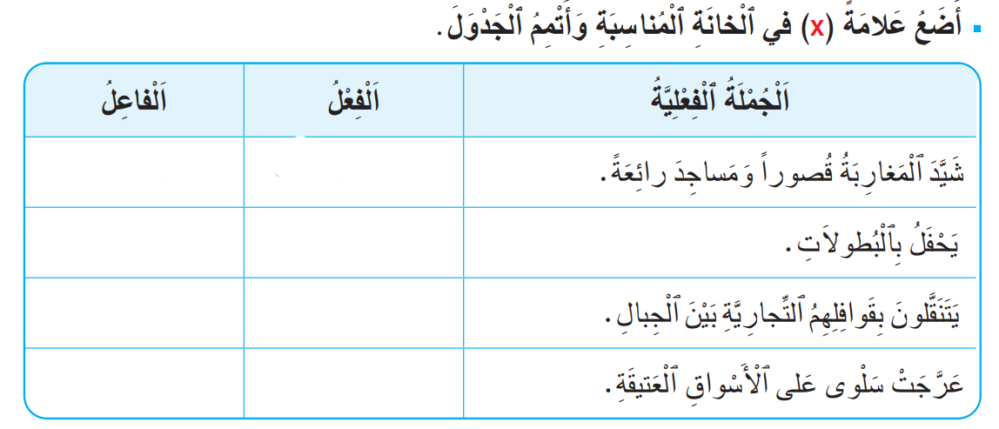 ▪ أَضَعُ عَلامَةً (x) في ٱلْخانَةِ ٱلْمُناسِبَةِ وَأُتْمِمُ ٱلْجَدْوَلَ.
اَلْجُمْلَةُ ٱلْفِعْلِيَّةُ اَلْفِعْلُ اَلْفاعِلُ
شَيَّدَ ٱلْمَغارِبَةُ قُصوراً وَمَساجِدَ رائِعَةً.
يَحْفَلُ بِٱلْبُطولاَتِ.
يَتَنَقَّلونَ بِقَوافِلِهِمُ ٱلتِّجارِيَّةِ بَيْنَ ٱلْجِبالِ.
عَرَّجَتْ سَلْوى عَلى ٱلْأَسْواقِ ٱلْعَتيقَةِ.